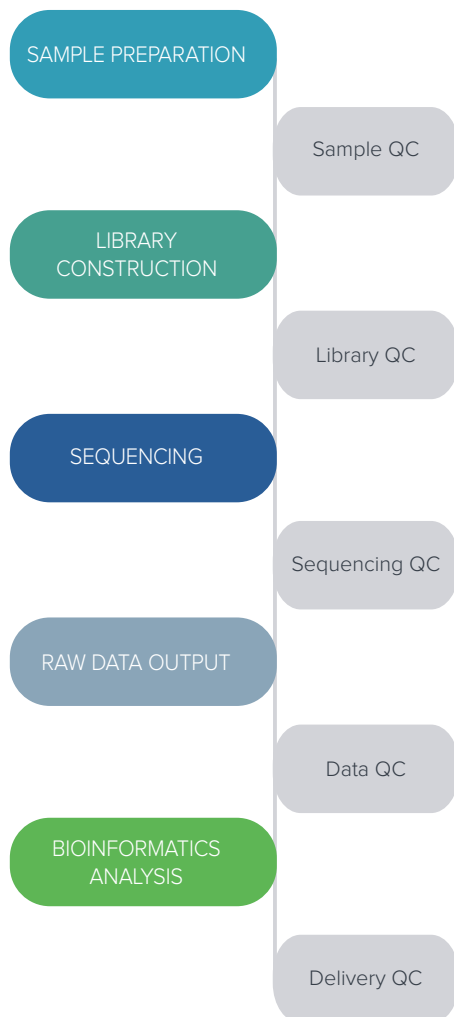 SAMPLE PREPARATION
Sample QC
LIBRARY
CONSTRUCTION
Library QC
SEQUENCING
Sequencing QC
RAW DATA OUTPUT
Data QC
BIOINFORMATICS
ANALYSIS
Delivery QC